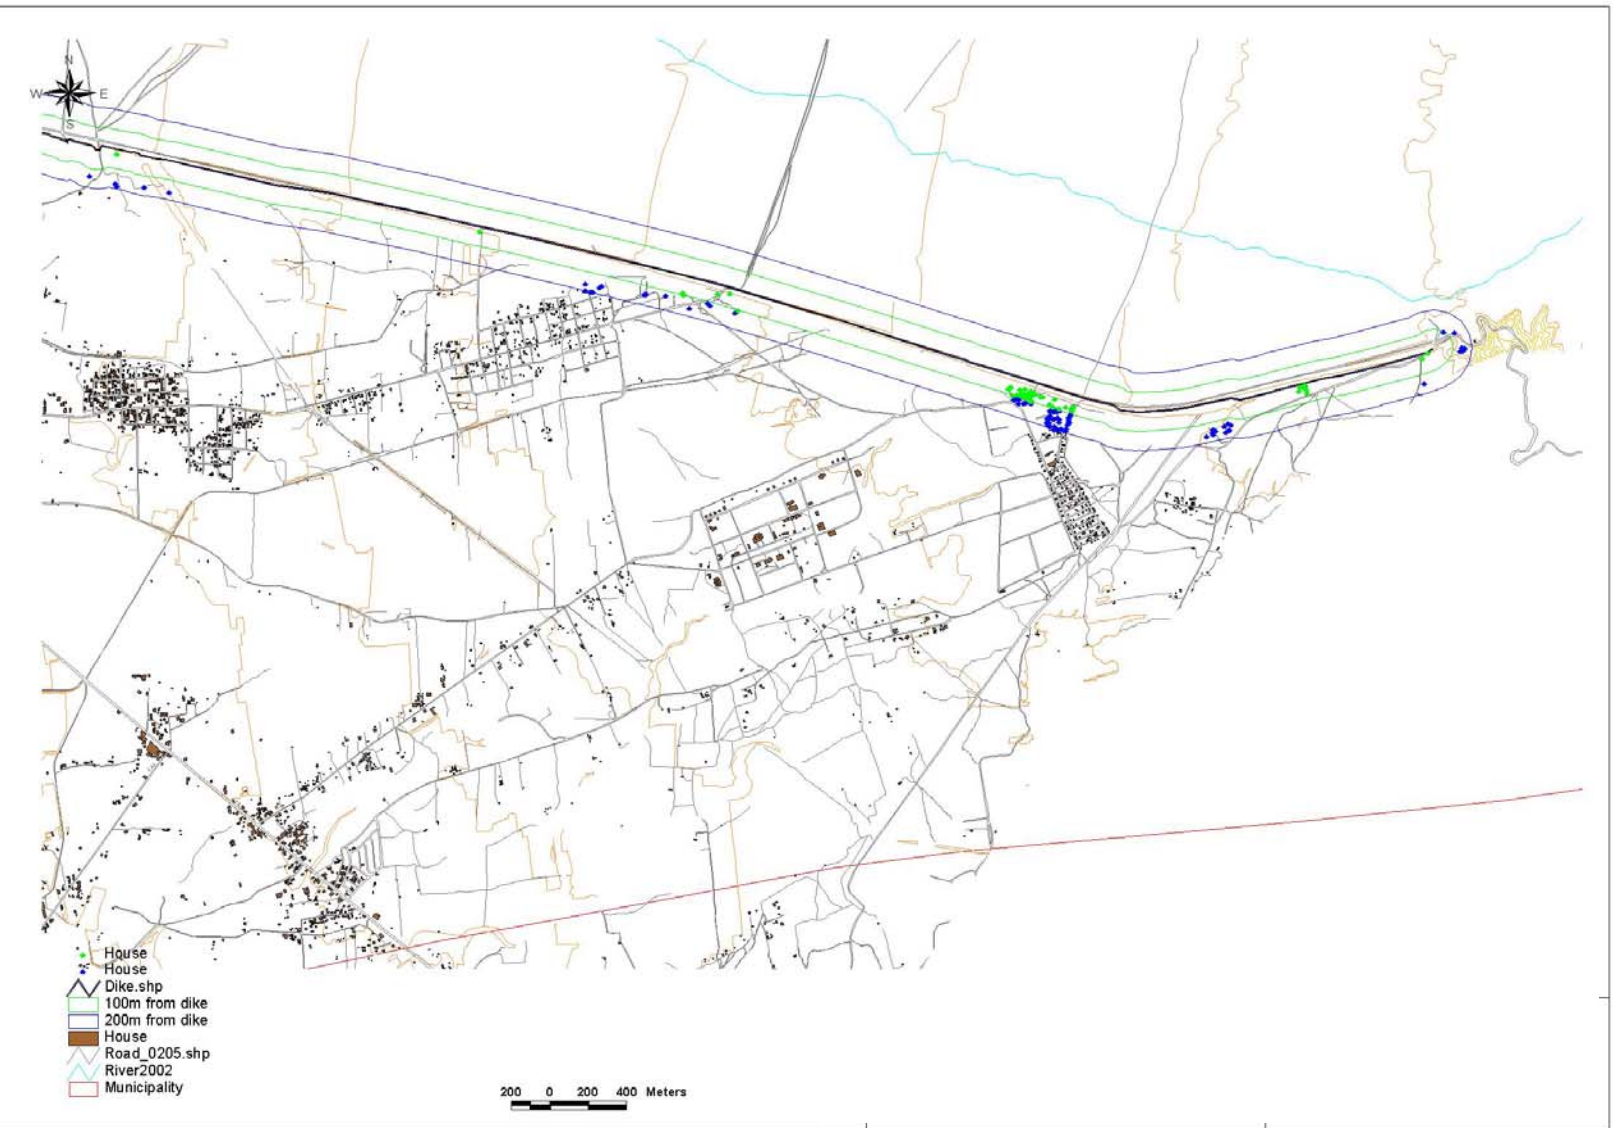 N
W E
S
House
House
Dike.shp
100m from dike
200m from dike
House
Road_0205.shp
River2002
Municipality
200 0 200 400 Meters